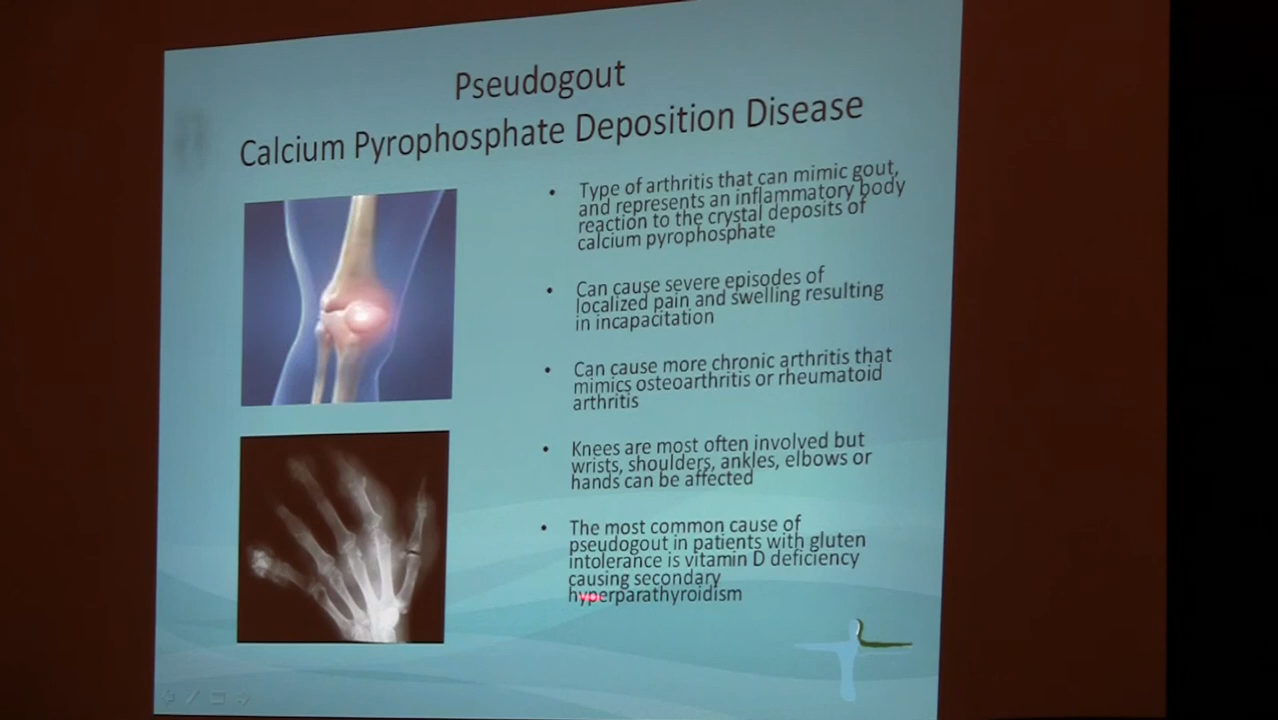 Pseudogout
Calcium Pyrophosphate Deposition Disease
• Type of arthritis that can mimic gout,
and represents an inflammatory body
reaction to the crystal deposits of
calcium pyrophosphate
• Can cause severe episodes of
localized pain and swelling resulting
in incapacitation
• Can cause more chronic arthritis that
mimics osteoarthritis or rheumatoid
arthritis
• Knees are most often involved but
wrists, shoulders, ankles, elbows or
hands can be affected
• The most common cause of
pseudogout in patients with gluten
intolerance is vitamin D deficiency
causing secondary
hyperparathyroidism